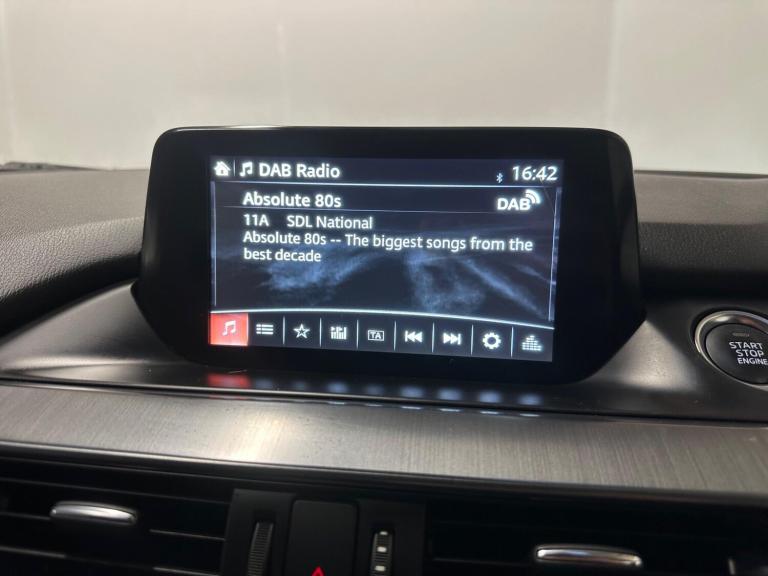 DAB Radio 16:42
Absolute 80s DAB
11A SDL National
Absolute 80s -- The biggest songs from the
best decade
TA
START
STOP
ENGINE